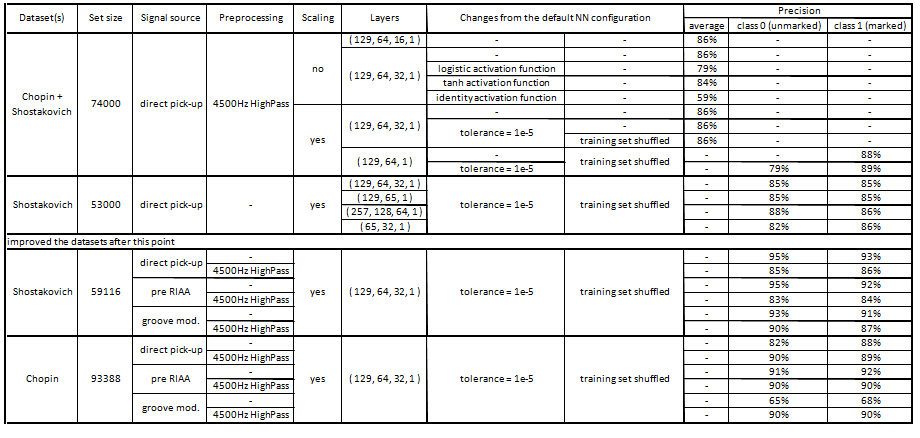 Dataset(s) Set size Signal source Preprocessing Scaling Layers Changes from the default NN configuration Precision
average class 0 (unmarked) class 1 (marked)
Chopin + Shostakovich 74000 direct pick-up 4500Hz HighPass no (129, 64, 16, 1) - - 86% - -
(129, 64, 32, 1) - - 86% - -
logistic activation function - 79% - -
tanh activation function - 84% - -
identity activation function - 59% - -
yes (129, 64, 32, 1) - - 86% - -
tolerance = 1e-5 - 86% - -
training set shuffled 86% - -
(129, 64, 1) - training set shuffled - - 88%
tolerance = 1e-5 - 79% 89%
Shostakovich 53000 direct pick-up - yes (129, 64, 32, 1) tolerance = 1e-5 training set shuffled - 85% 85%
(129, 65, 1) - 85% 85%
(257, 128, 64, 1) - 88% 86%
(65, 32, 1) - 82% 86%
improved the datasets after this point
Shostakovich 59116 direct pick-up - yes (129, 64, 32, 1) tolerance = 1e-5 training set shuffled - 95% 93%
4500Hz HighPass - 85% 86%
pre RIAA - - 95% 92%
4500Hz HighPass - 83% 84%
groove mod. - - 93% 91%
4500Hz HighPass - 90% 87%
Chopin 93388 direct pick-up - yes (129, 64, 32, 1) tolerance = 1e-5 training set shuffled - 82% 88%
4500Hz HighPass - 90% 89%
pre RIAA - - 91% 92%
4500Hz HighPass - 90% 90%
groove mod. - - 65% 68%
4500Hz HighPass - 90% 90%